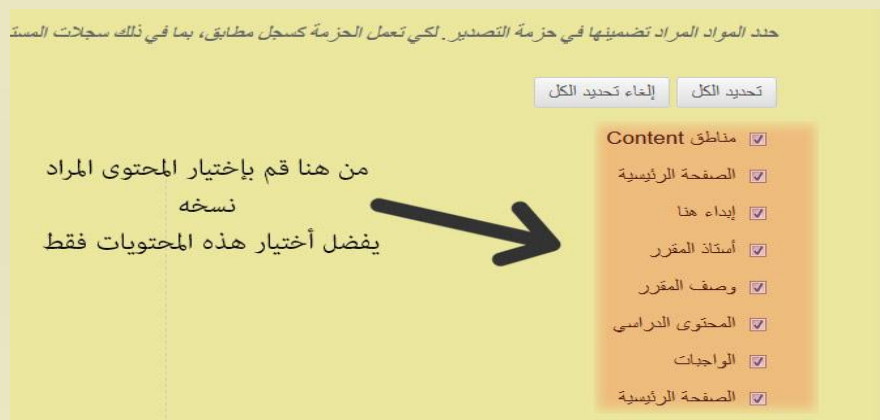 حدد المواد المراد تضمينها في حزمة التصدير. لكي تعمل الحزمة كسجل مطابق، بما في ذلك سجلات
تحديد الكل
إلغاء تحديد الكل
مناطق Content
الصفحة الرئيسية
إبداء هنا
أستاذ المقرر
وصف المقرر
المحتوى الدراسي
الواجبات
الصفحة الرئيسية
من هنا قم بإختيار المحتوى المراد
نسخه
يفضل أختيار هذه المحتويات فقط